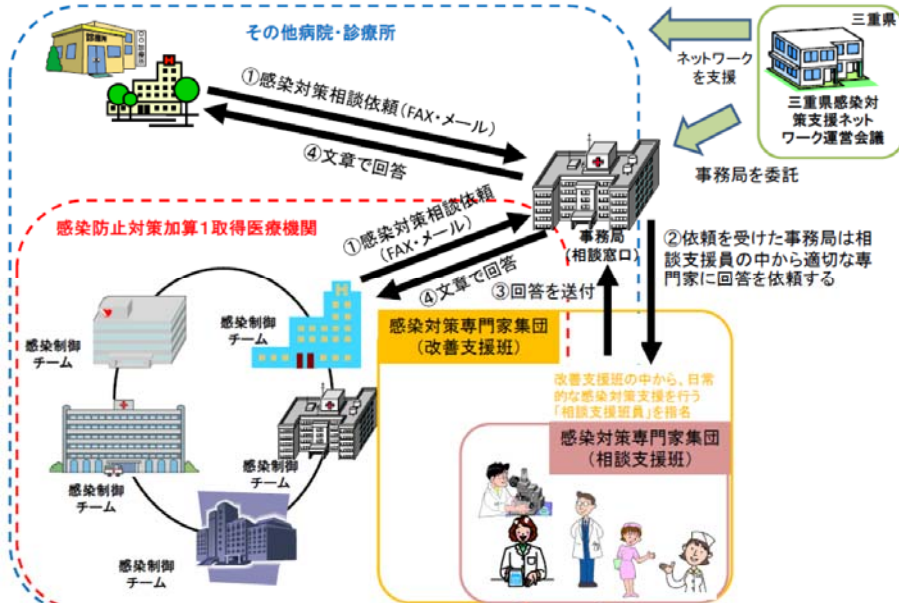 その他病院・診療所
三重県
ネットワーク
を支援
三重県感染対
策支援ネット
ワーク運営会議
事務局を委託
①感染対策相談依頼(FAX・メール)
④文章で回答
事務局
(相談窓口)
感染防止対策加算1取得医療機関
①感染対策相談依頼
(FAX・メール)
④文章で回答
②依頼を受けた事務局は相
談支援員の中から適切な専
門家に回答を依頼する
③回答を送付
感染制御
チーム
感染制御
チーム
感染制御
チーム
感染制御
チーム
感染制御
チーム
感染対策専門家集団
(改善支援班)
改善支援班の中から、日常
的な感染対策支援を行う
「相談支援班員」を指名
感染対策専門家集団
(相談支援班)